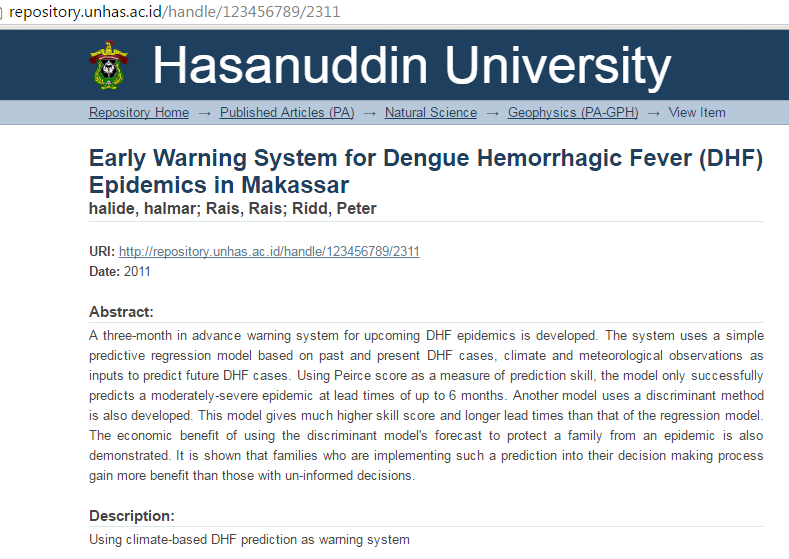 repository.unhas.ac.id/handle/123456789/2311
Hasanuddin University
Repository Home → Published Articles (PA) → Natural Science → Geophysics (PA-GPH) → View Item
Early Warning System for Dengue Hemorrhagic Fever (DHF)
Epidemics in Makassar
halide, halmar; Rais, Rais; Ridd, Peter
URI: http://repository.unhas.ac.id/handle/123456789/2311
Date: 2011
Abstract:
A three-month in advance warning system for upcoming DHF epidemics is developed. The system uses a simple
predictive regression model based on past and present DHF cases, climate and meteorological observations as
inputs to predict future DHF cases. Using Peirce score as a measure of prediction skill, the model only successfully
predicts a moderately-severe epidemic at lead times of up to 6 months. Another model uses a discriminant method
is also developed. This model gives much higher skill score and longer lead times than that of the regression model.
The economic benefit of using the discriminant model's forecast to protect a family from an epidemic is also
demonstrated. It is shown that families who are implementing such a prediction into their decision making process
gain more benefit than those with un-informed decisions.
Description:
Using climate-based DHF prediction as warning system